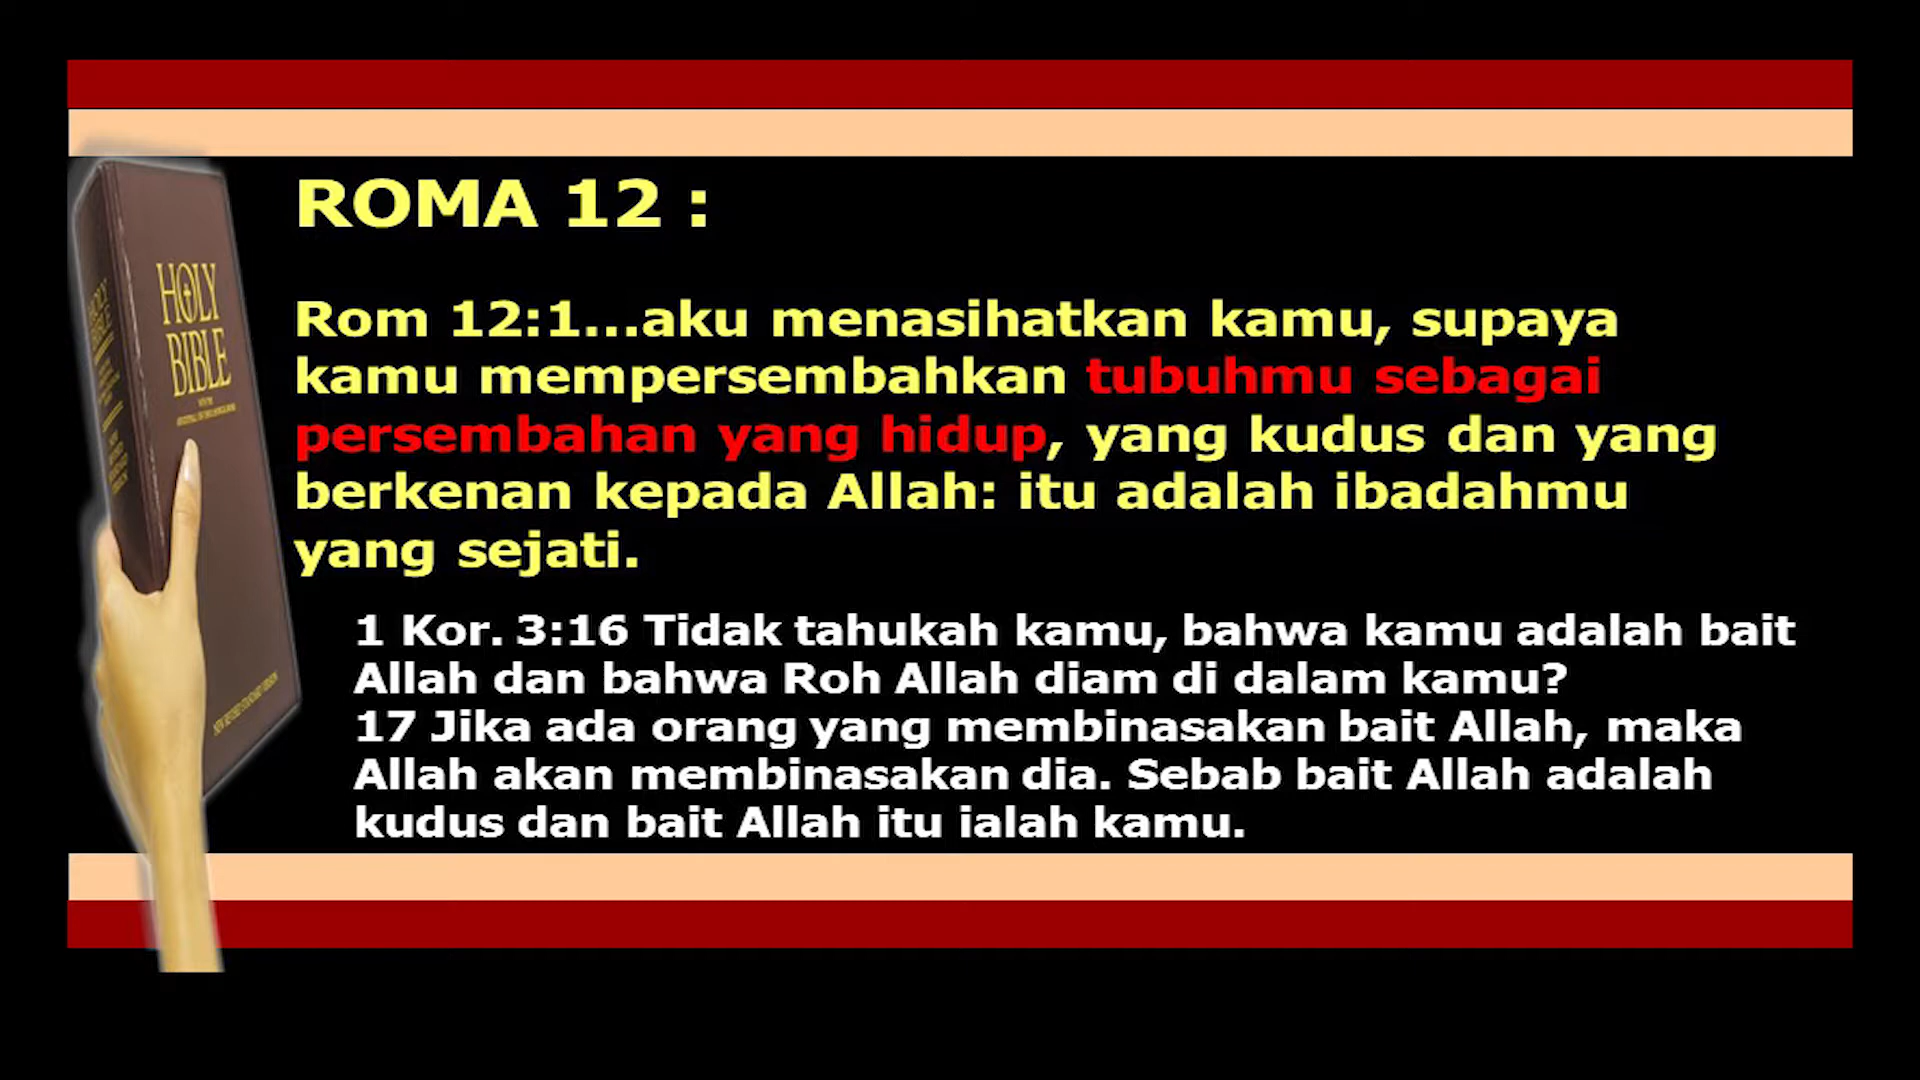 ROMA 12 :
Rom 12:1...aku menasihatkan kamu, supaya
kamu mempersembahkan tubuhmu sebagai
persembahan yang hidup, yang kudus dan yang
berkenan kepada Allah: itu adalah ibadahmu
yang sejati.
1 Kor. 3:16 Tidak tahukah kamu, bahwa kamu adalah bait
Allah dan bahwa Roh Allah diam di dalam kamu?
17 Jika ada orang yang membinasakan bait Allah, maka
Allah akan membinasakan dia. Sebab bait Allah adalah
kudus dan bait Allah itu ialah kamu.
HOLY
BIBLE